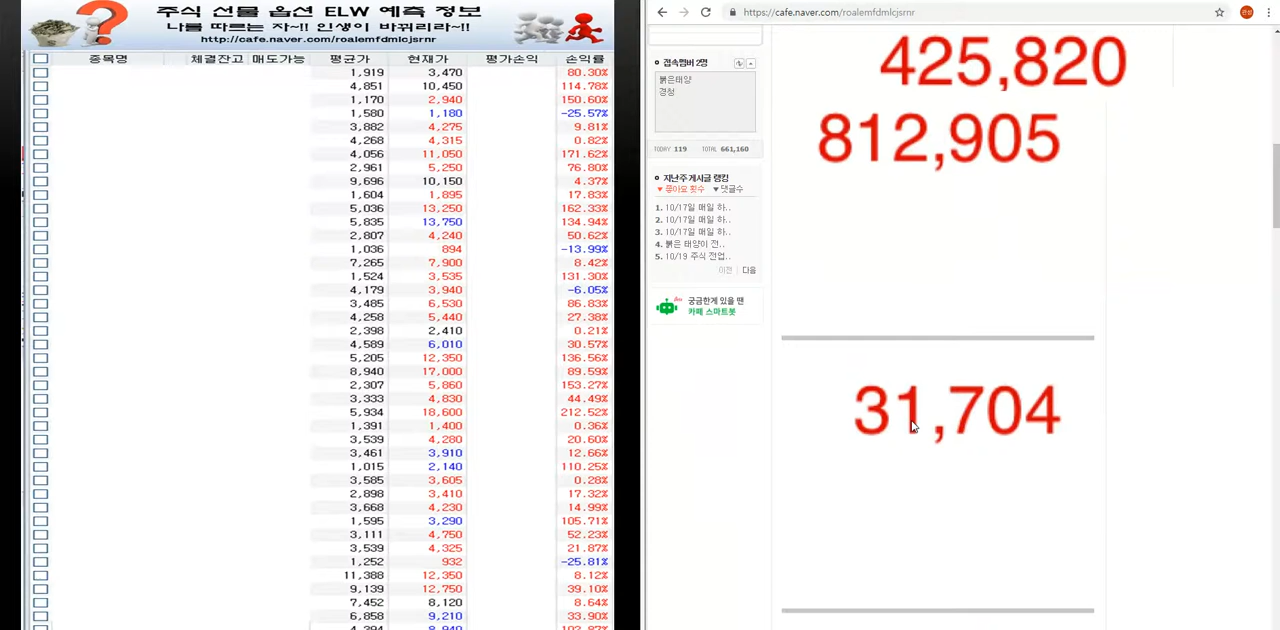 주식 선물 옵션 ELW 예측 정보
나를 따르는 자~!! 인생이 바뀌리라~!!
http://cafe.naver.com/roalemfdmlcjsrnr
종목명 체결잔고 매도가능 평균가 현재가 평가손익 손익률
1,919 3,470 80.30%
4,851 10,450 114.78%
1,170 2,940 150.60%
1,580 1,180 -25.57%
3,882 4,275 9.81%
4,268 4,315 0.82%
4,056 11,050 171.62%
2,961 5,250 76.80%
9,696 10,150 4.37%
1,604 1,895 17.83%
5,036 13,250 162.33%
5,835 13,750 134.94%
2,807 4,240 50.62%
1,036 894 -13.99%
7,265 7,900 8.42%
1,524 3,535 131.30%
4,179 3,940 -6.05%
3,485 6,530 86.83%
4,258 5,440 27.38%
2,398 2,410 0.21%
4,589 6,010 30.57%
5,205 12,350 136.56%
8,940 17,000 89.59%
2,307 5,860 153.27%
3,333 4,830 44.49%
5,934 18,600 212.52%
1,391 1,400 0.36%
3,539 4,280 20.60%
3,461 3,910 12.66%
1,015 2,140 110.25%
3,585 3,605 0.28%
2,898 3,410 17.32%
3,668 4,230 14.99%
1,595 3,290 105.71%
3,111 4,750 52.23%
3,539 4,325 21.87%
1,252 932 -25.81%
11,388 12,350 8.12%
9,139 12,750 39.10%
7,452 8,120 8.64%
6,858 9,210 33.90%
https://cafe.naver.com/roalemfdmlcjsrnr
접속멤버 2명
붉은태양
경청
TODAY 119 TOTAL 661,160
지난주 게시글 랭킹
▼ 좋아요 횟수 ▼ 댓글수
1. 10/17일 매일 하..
2. 10/17일 매일 하..
3. 10/17일 매일 하..
4. 붉은 태양이 전..
5. 10/19 주식 전업..
이전 | 다음
궁금한게 있을 땐
카페 스마트봇
425,820
812,905
31,704